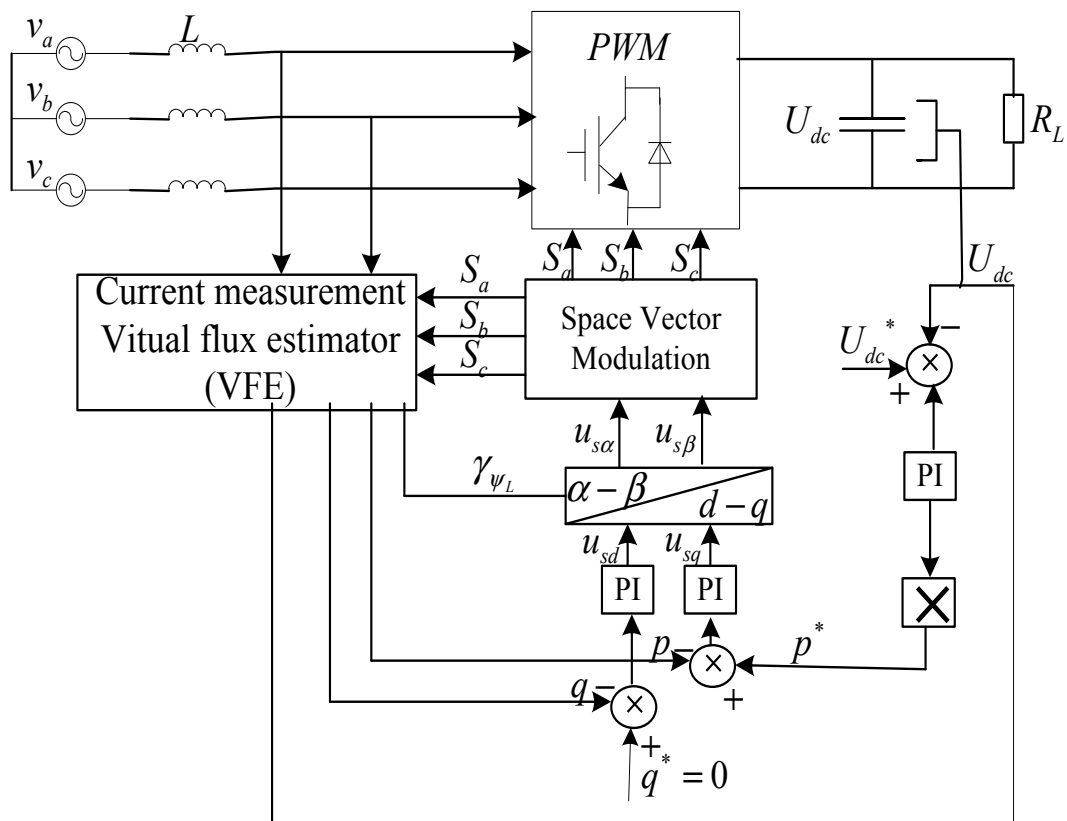 v_a
L
PWM
v_b
U_dc
R_L
v_c
S_a S_b S_c
U_dc
Current measurement
Vitual flux estimator
(VFE)
S_a
S_b
S_c
Space Vector
Modulation
−
U_dc*
+
u_sα u_sβ
PI
γ_ψ_L
α − β
d − q
u_sd u_sq
PI PI
p −
p*
+
q −
+
q* = 0